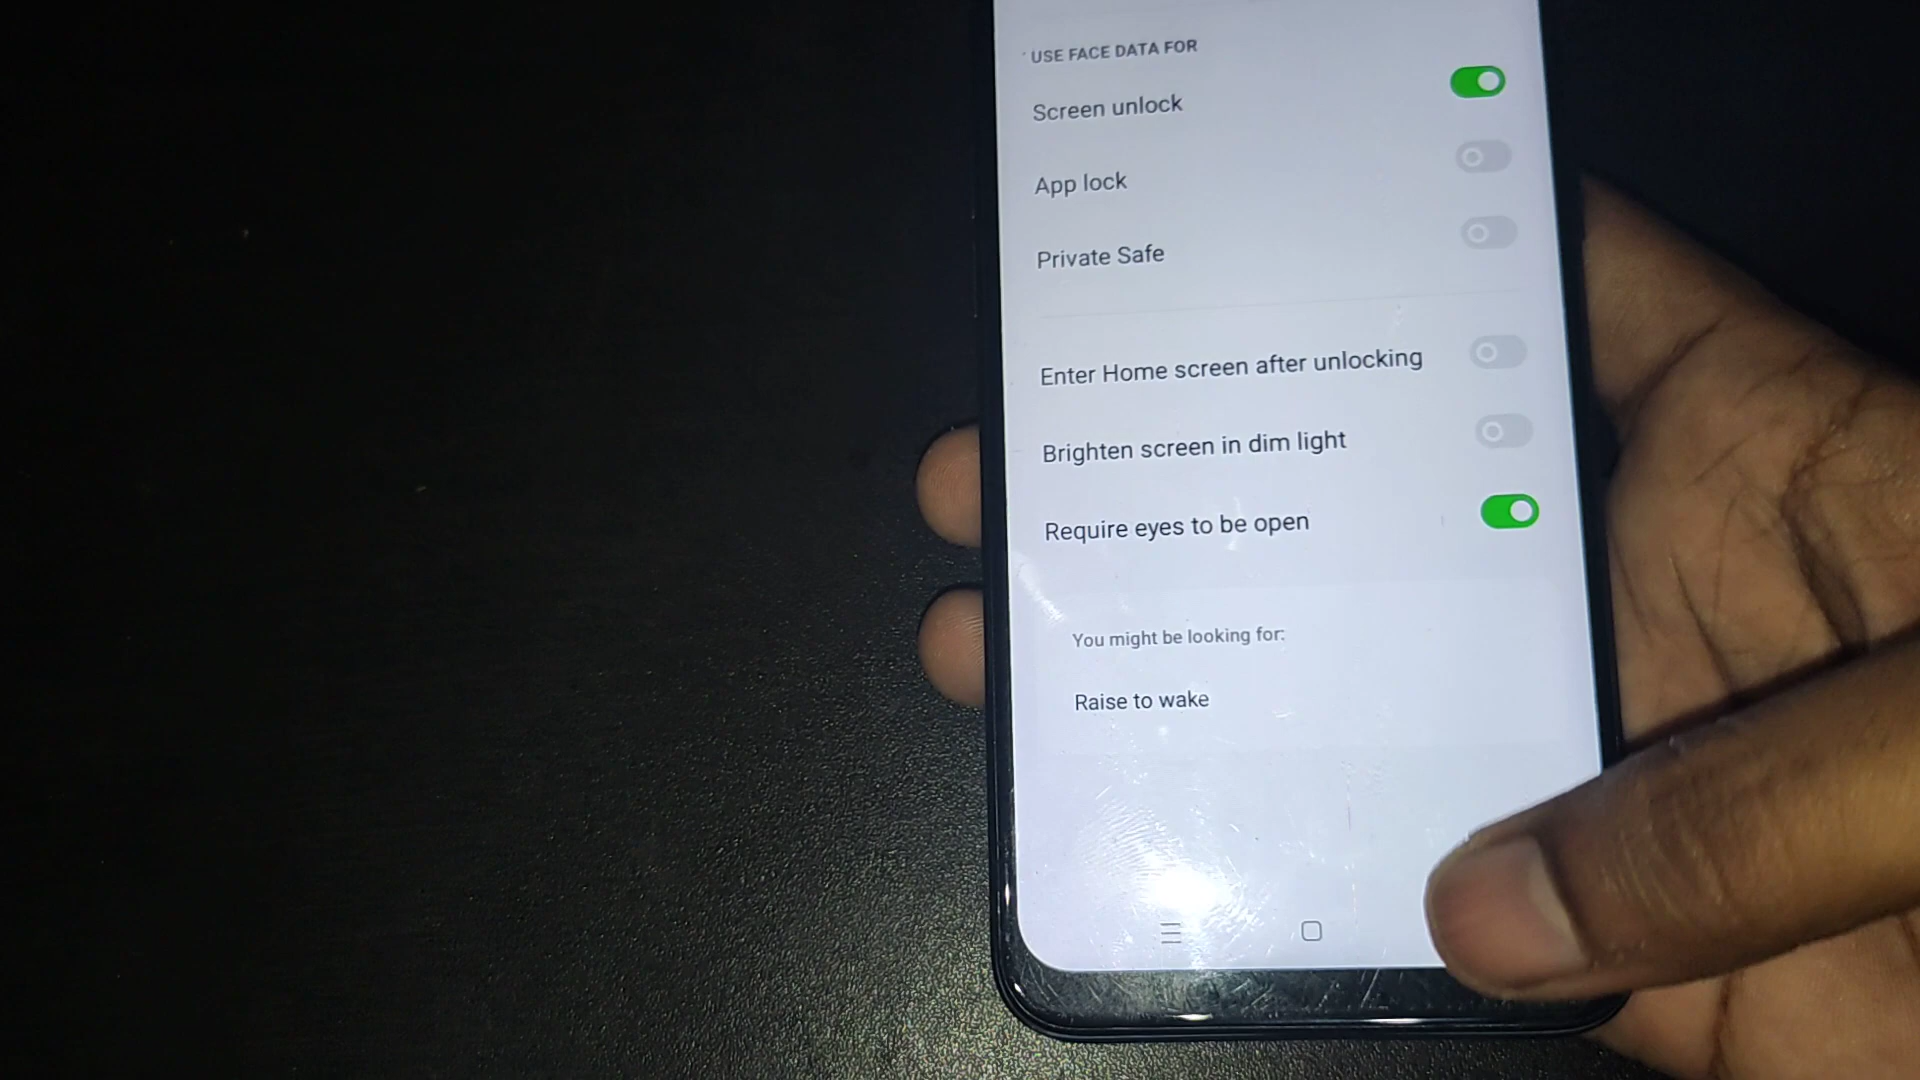 USE FACE DATA FOR
Screen unlock
App lock
Private Safe
Enter Home screen after unlocking
Brighten screen in dim light
Require eyes to be open
You might be looking for:
Raise to wake